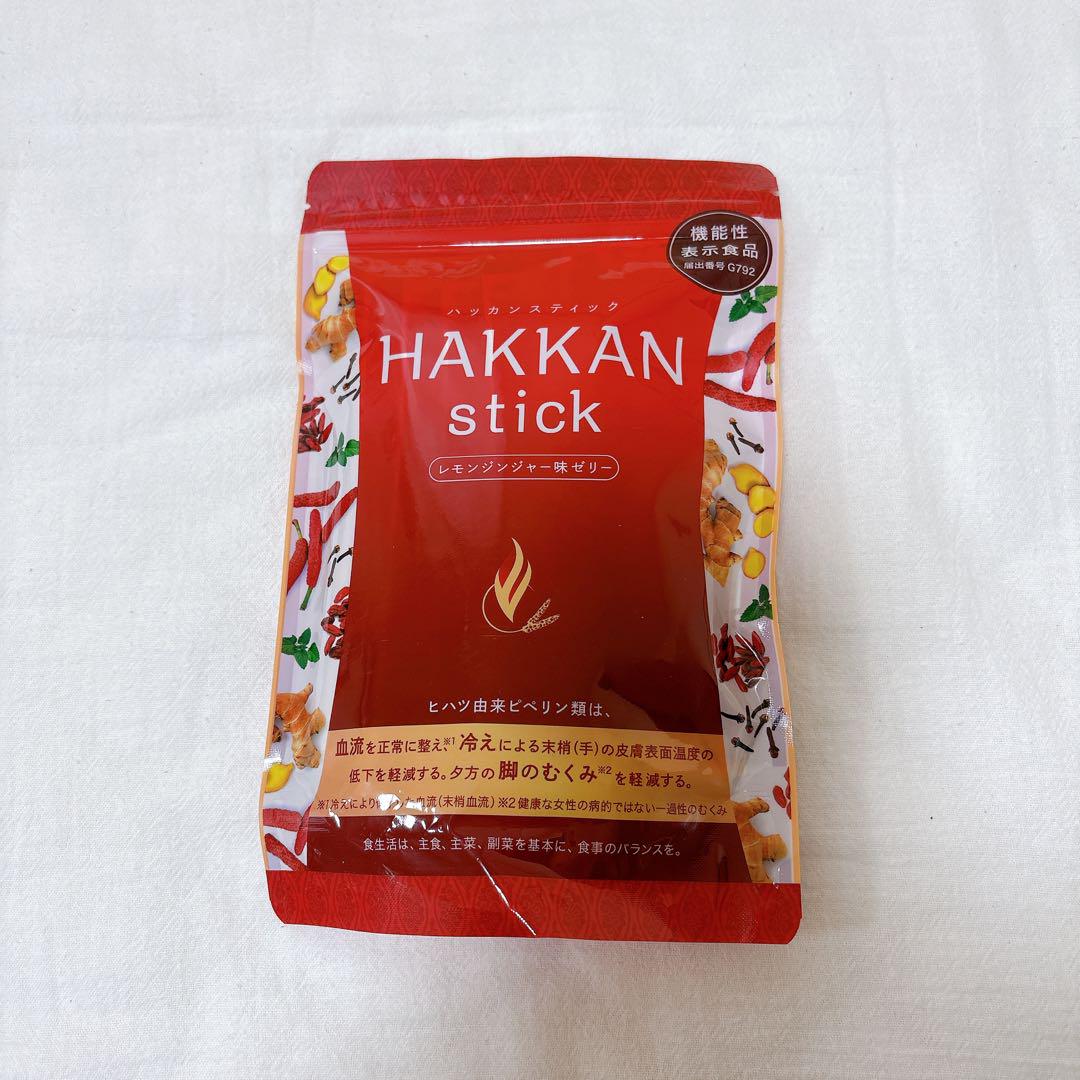 機能性
表示食品
届出番号 G792
ハッカンスティック
HAKKAN
stick
レモンジンジャー味ゼリー
ヒハツ由来ピペリン類は、
血流を正常に整え※1 冷えによる末梢(手)の皮膚表面温度の
低下を軽減する。夕方の 脚のむくみ※2 を軽減する。
※1 冷えにより た血流(末梢血流) ※2 健康な女性の病的ではない一過性のむくみ
食生活は、主食、主菜、副菜を基本に、食事のバランスを。